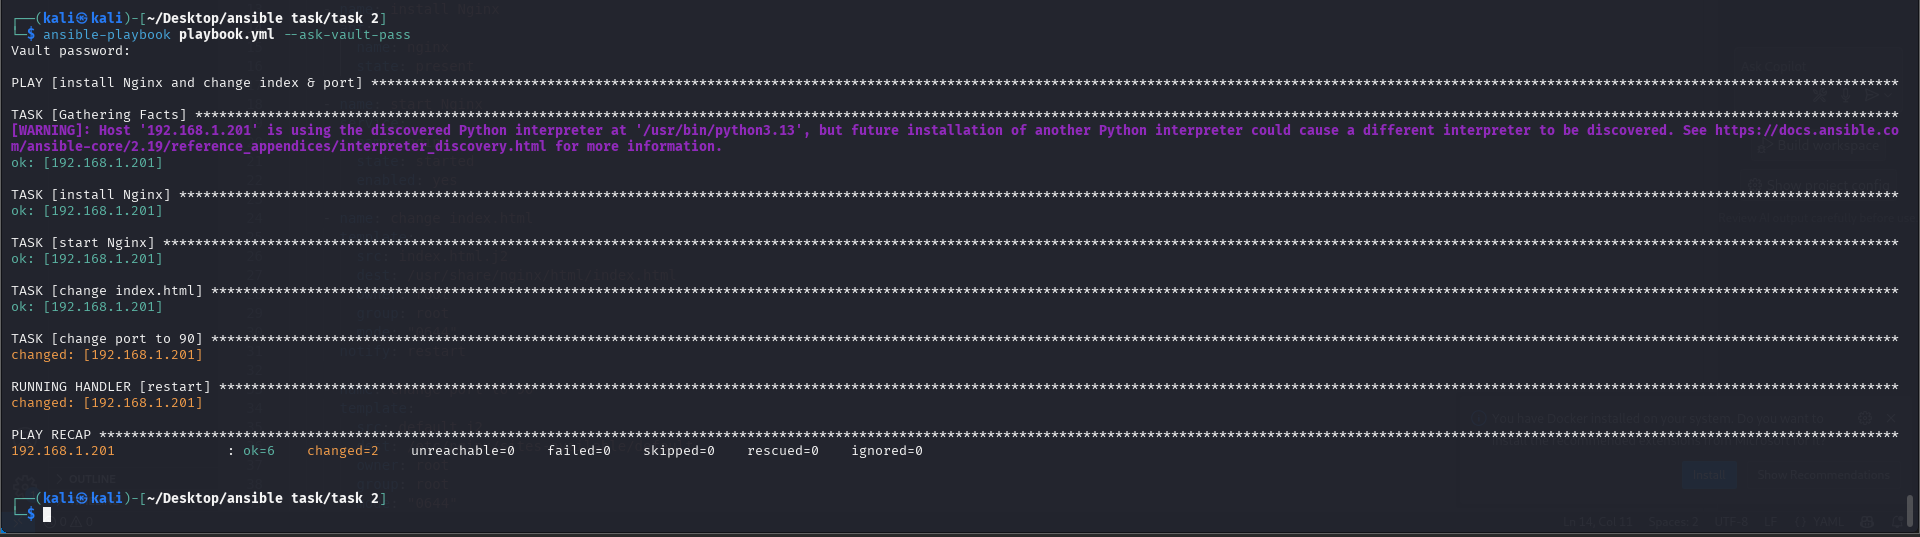 ┌──(kali㉿kali)-[~/Desktop/ansible task/task 2]
└─$ ansible-playbook playbook.yml --ask-vault-pass
Vault password:
PLAY [install Nginx and change index & port] ****************************************************************************************************************************************************************************************
TASK [Gathering Facts] **************************************************************************************************************************************************************************************************************
[WARNING]: Host '192.168.1.201' is using the discovered Python interpreter at '/usr/bin/python3.13', but future installation of another Python interpreter could cause a different interpreter to be discovered. See https://docs.ansible.co
m/ansible-core/2.19/reference_appendices/interpreter_discovery.html for more information.
ok: [192.168.1.201]
TASK [install Nginx] ****************************************************************************************************************************************************************************************************************
ok: [192.168.1.201]
TASK [start Nginx] ******************************************************************************************************************************************************************************************************************
ok: [192.168.1.201]
TASK [change index.html] ************************************************************************************************************************************************************************************************************
ok: [192.168.1.201]
TASK [change port to 90] ************************************************************************************************************************************************************************************************************
changed: [192.168.1.201]
RUNNING HANDLER [restart] ***********************************************************************************************************************************************************************************************************
changed: [192.168.1.201]
PLAY RECAP **************************************************************************************************************************************************************************************************************************
192.168.1.201              : ok=6    changed=2    unreachable=0    failed=0    skipped=0    rescued=0    ignored=0
┌──(kali㉿kali)-[~/Desktop/ansible task/task 2]
└─$